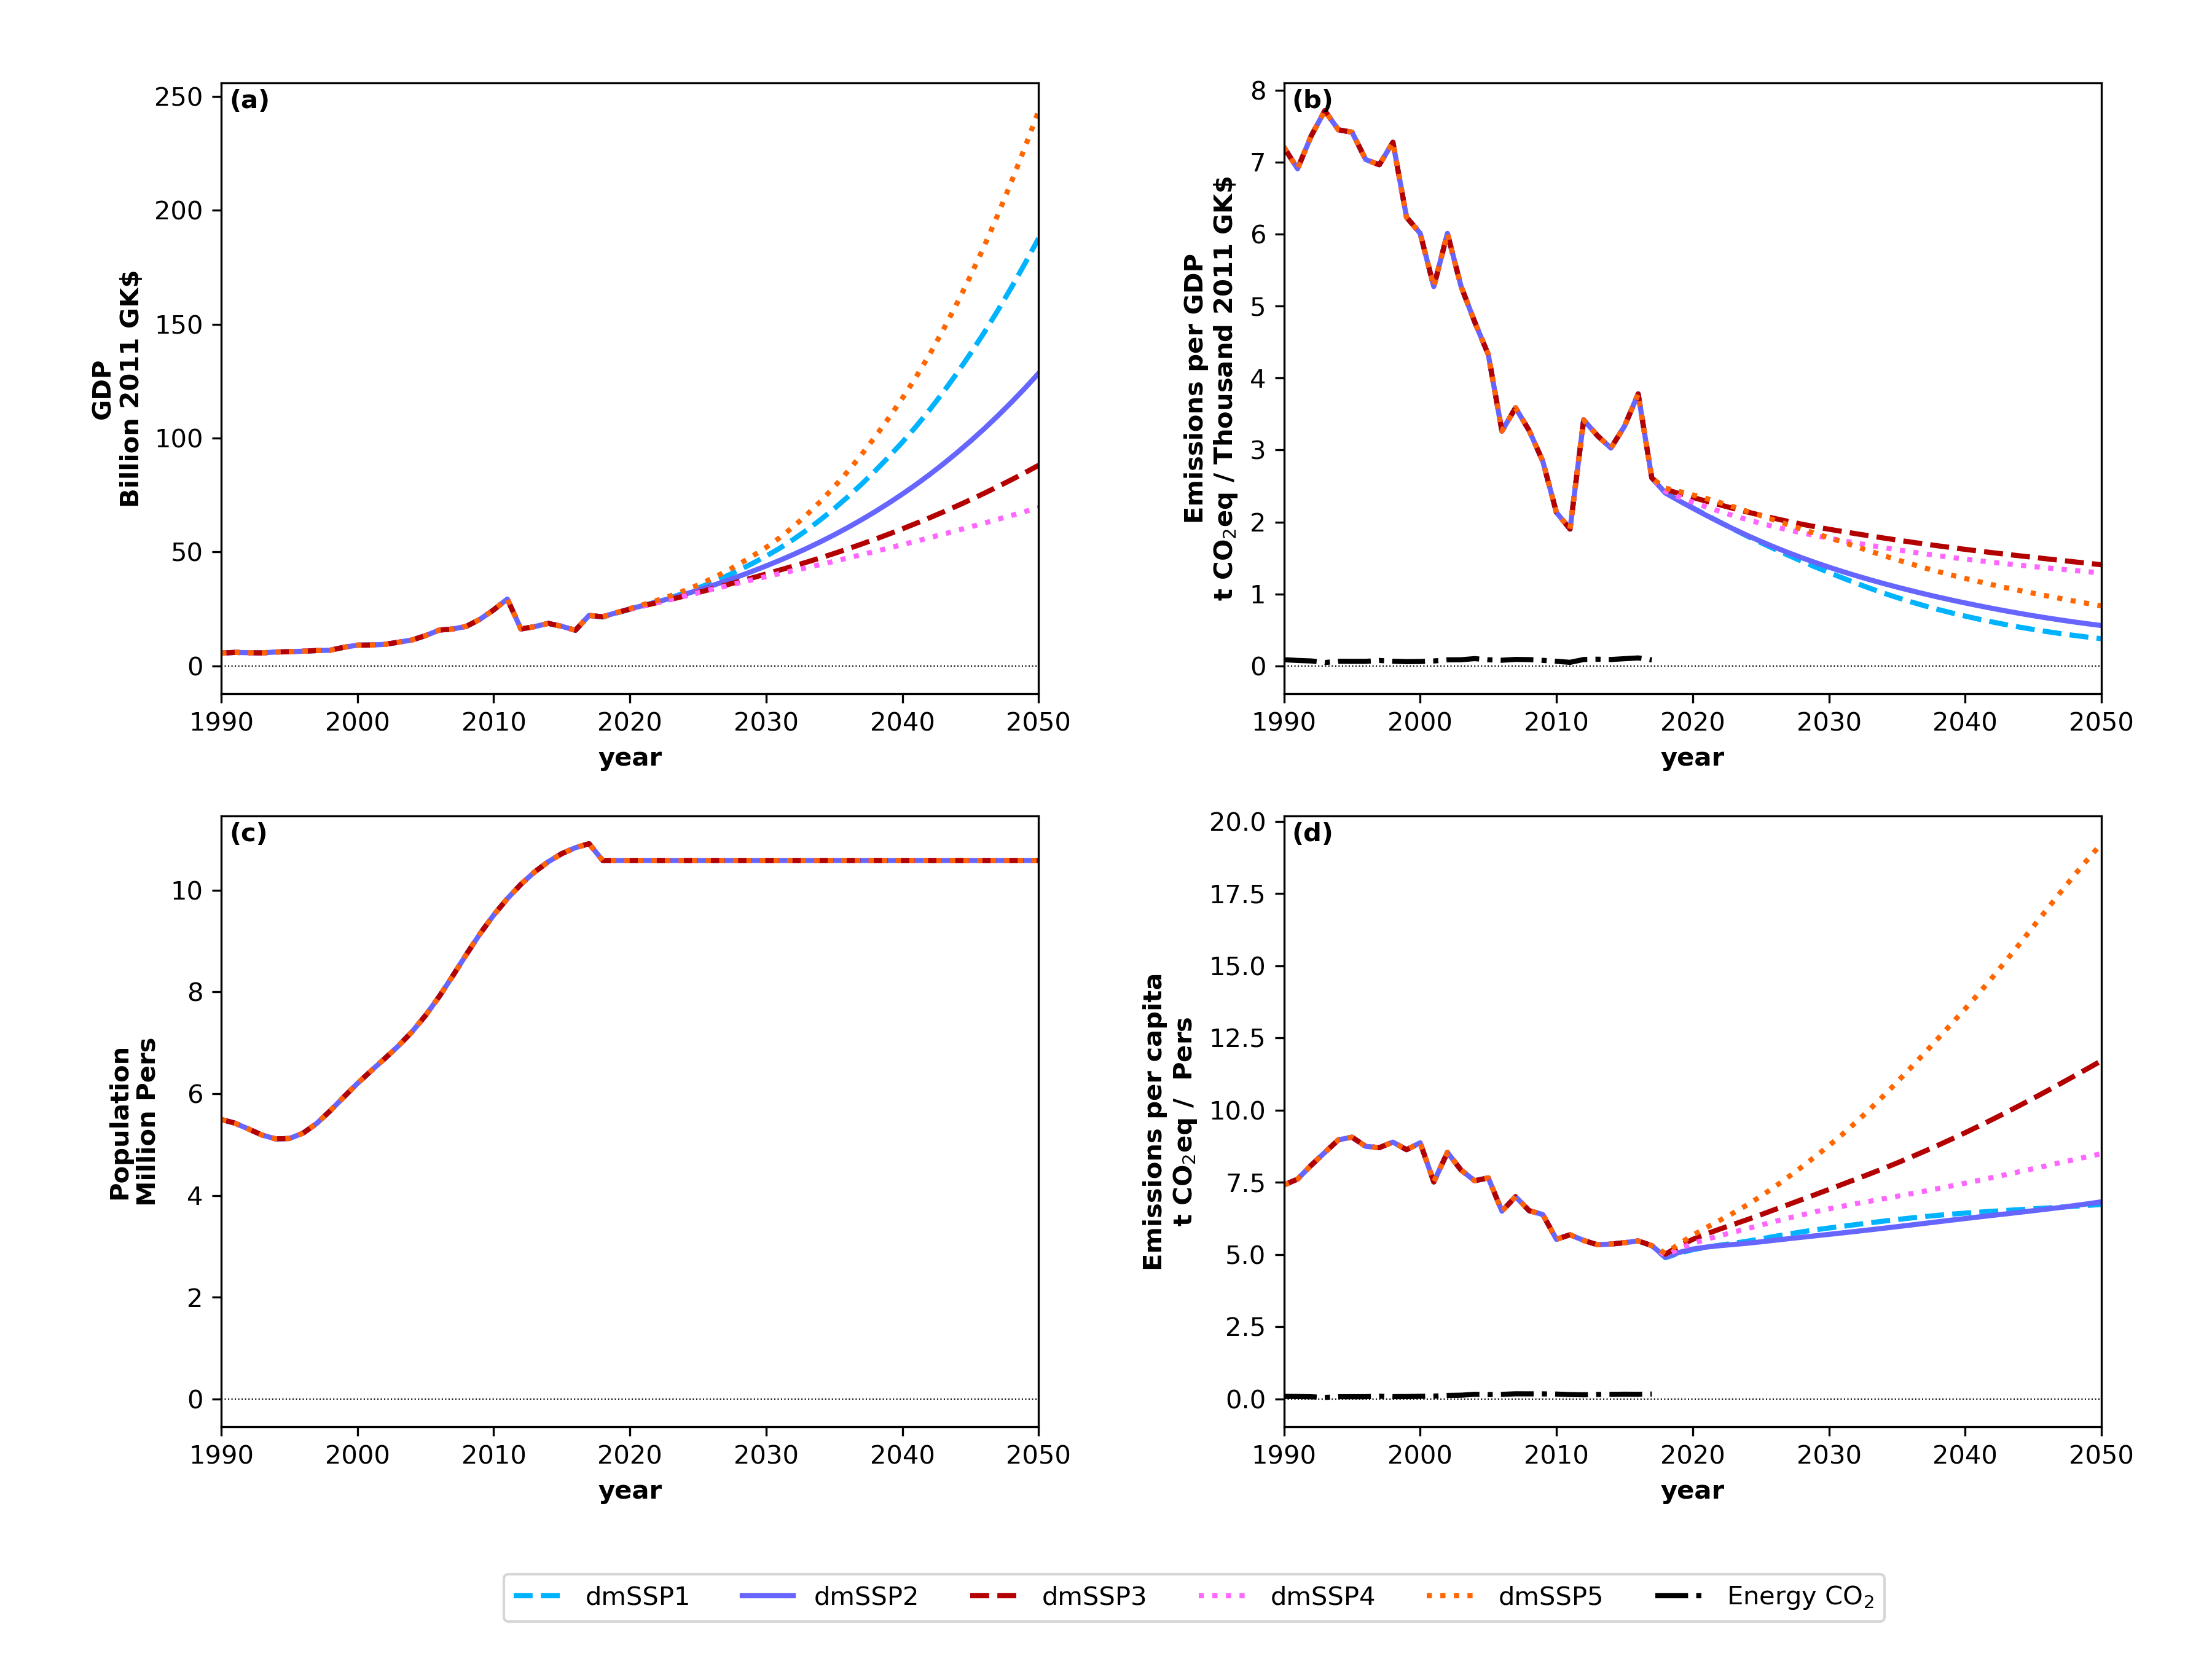 (a)
250
200
150
100
50
0
GDP
Billion 2011 GK$
1990 2000 2010 2020 2030 2040 2050
year
(b)
8
7
6
5
4
3
2
1
0
Emissions per GDP
t CO₂eq / Thousand 2011 GK$
1990 2000 2010 2020 2030 2040 2050
year
(c)
10
8
6
4
2
0
Population
Million Pers
1990 2000 2010 2020 2030 2040 2050
year
(d)
20.0
17.5
15.0
12.5
10.0
7.5
5.0
2.5
0.0
Emissions per capita
t CO₂eq / Pers
1990 2000 2010 2020 2030 2040 2050
year
dmSSP1 dmSSP2 dmSSP3 dmSSP4 dmSSP5 Energy CO₂